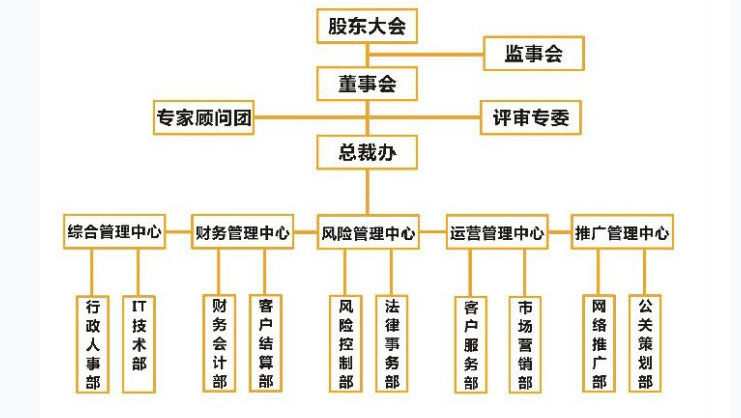 股东大会
监事会
董事会
专家顾问团
评审专委
总裁办
综合管理中心
财务管理中心
风险管理中心
运营管理中心
推广管理中心
行政人事部
IT技术部
财务会计部
客户结算部
风险控制部
法律事务部
客户服务部
市场营销部
网络推广部
公关策划部